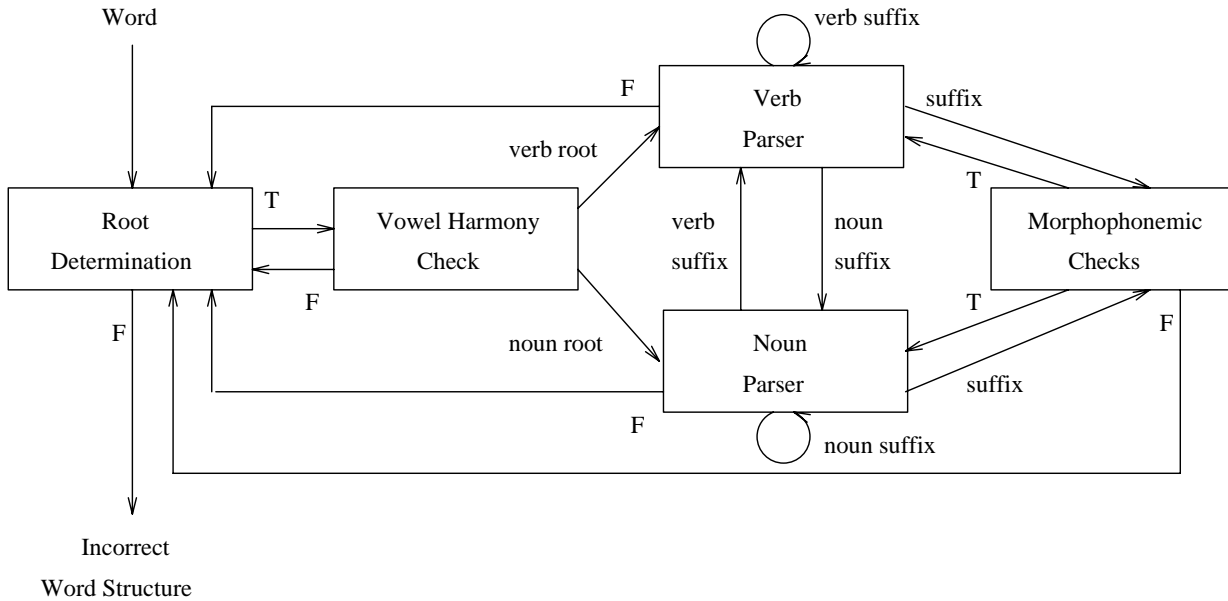 Word
verb suffix
F
Verb
Parser
suffix
verb root
T
T
Root
Determination
Vowel Harmony
Check
verb
suffix
noun
suffix
Morphophonemic
Checks
F
F
T
F
noun root
Noun
Parser
suffix
F
noun suffix
Incorrect
Word Structure